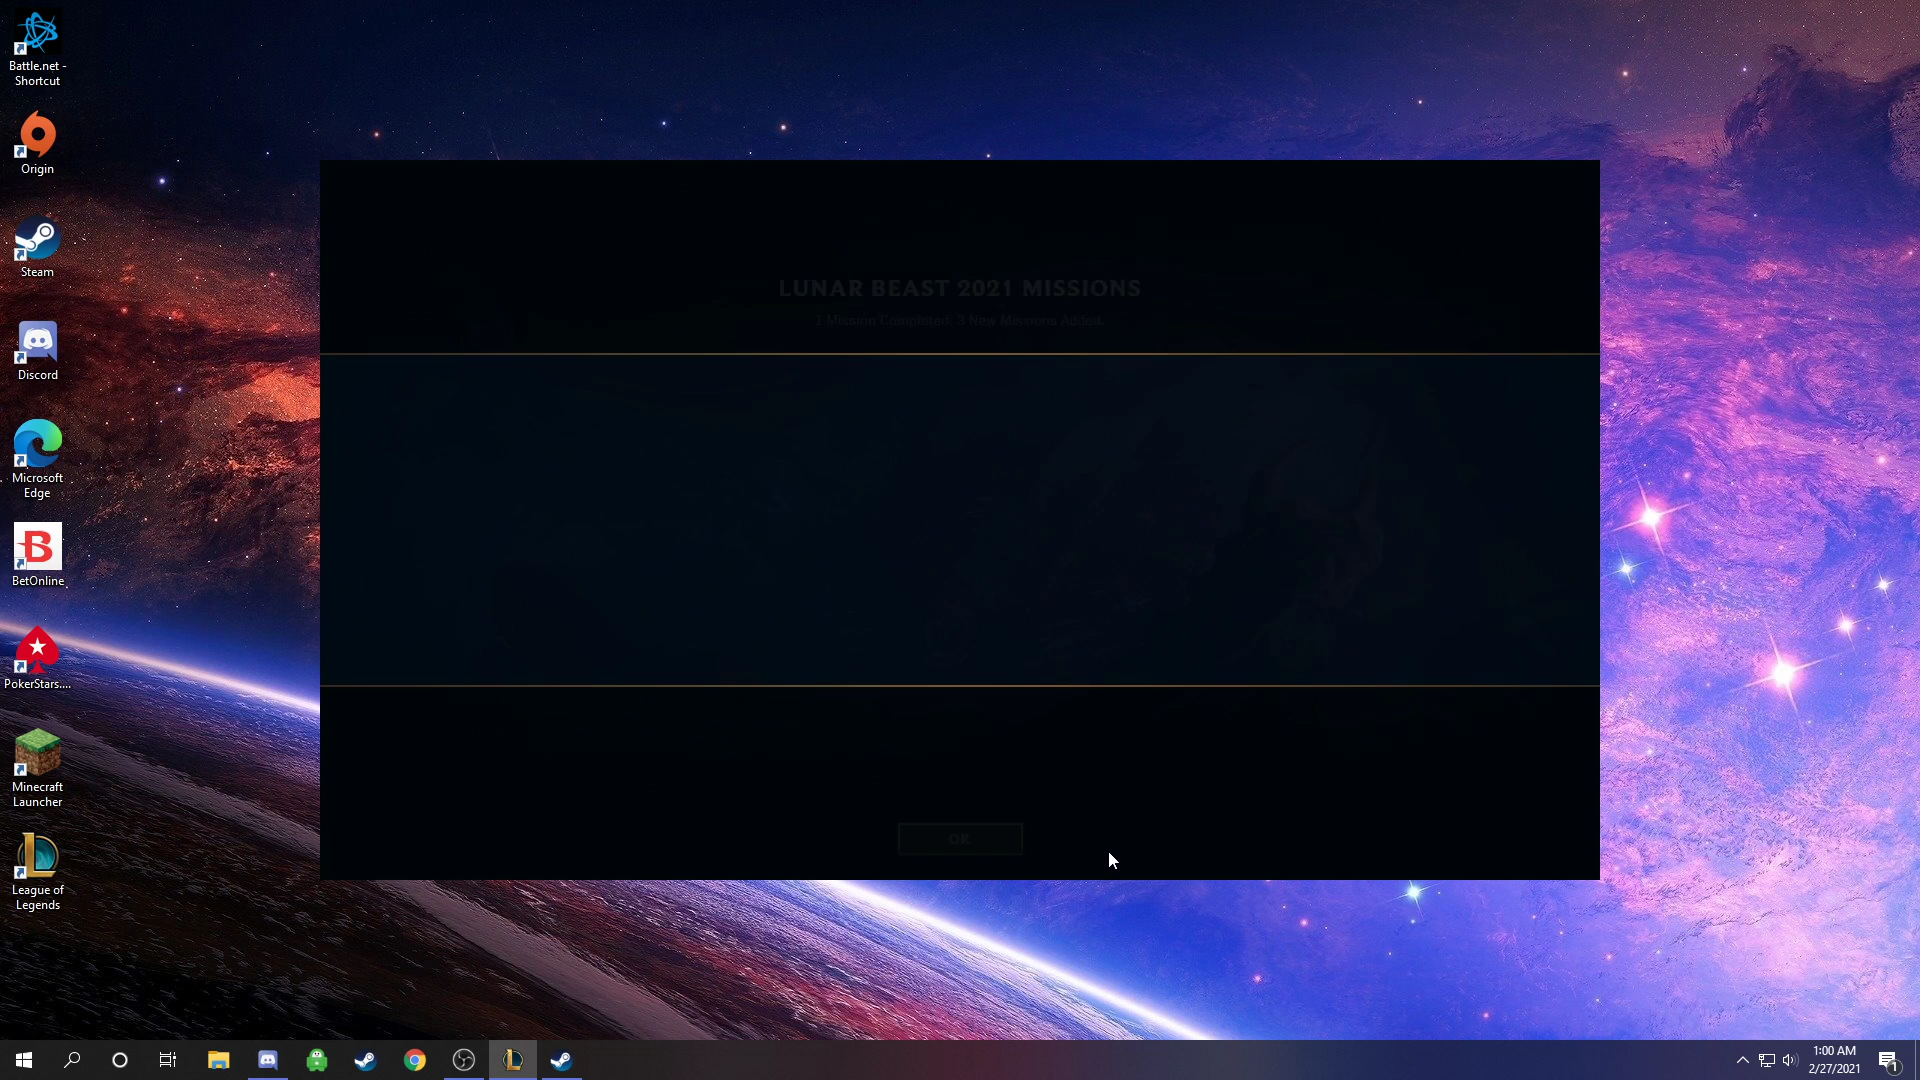 Battle.net -
Shortcut
Origin
Steam
Discord
Microsoft
Edge
BetOnline
PokerStars....
Minecraft
Launcher
League of
Legends
LUNAR BEAST 2021 MISSIONS
1 Mission Completed. 3 New Missions Added.
OK
1:00 AM
2/27/2021
1